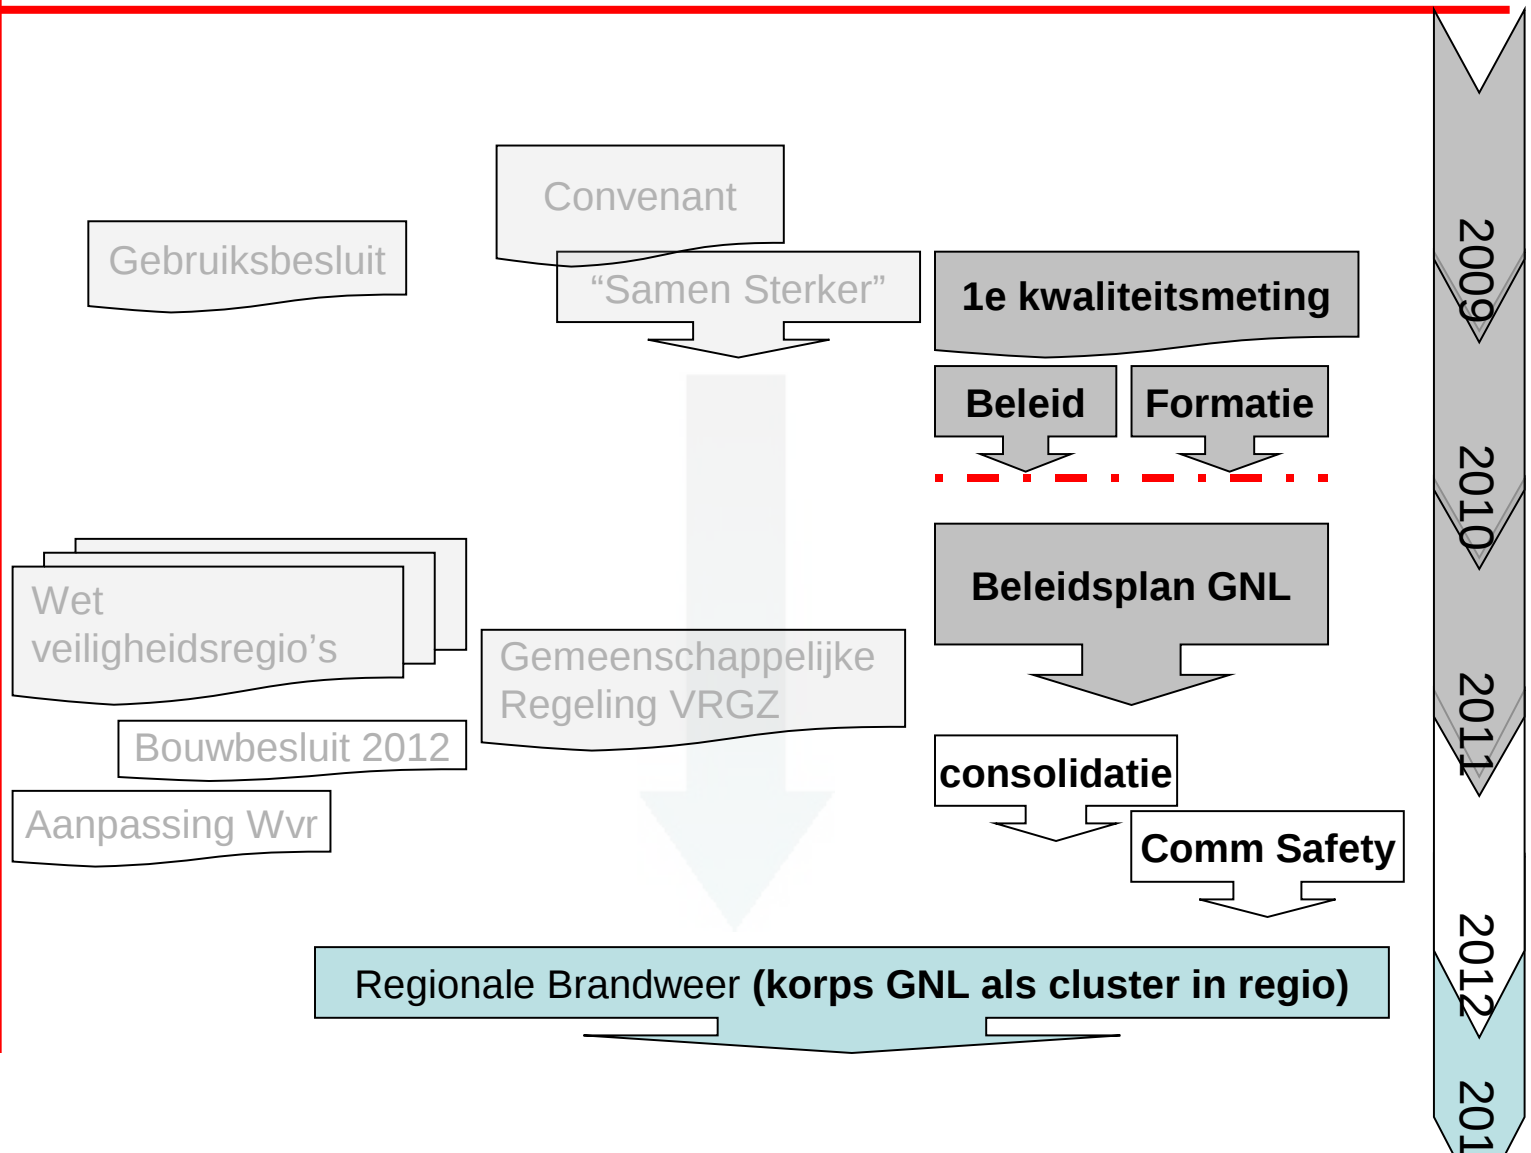 Convenant
Gebruiksbesluit
“Samen Sterker”
1e kwaliteitsmeting
Beleid
Formatie
Beleidsplan GNL
Wet
veiligheidsregio’s
Gemeenschappelijke
Regeling VRGZ
Bouwbesluit 2012
consolidatie
Aanpassing Wvr
Comm Safety
Regionale Brandweer (korps GNL als cluster in regio)
2009
2010
2011
2012